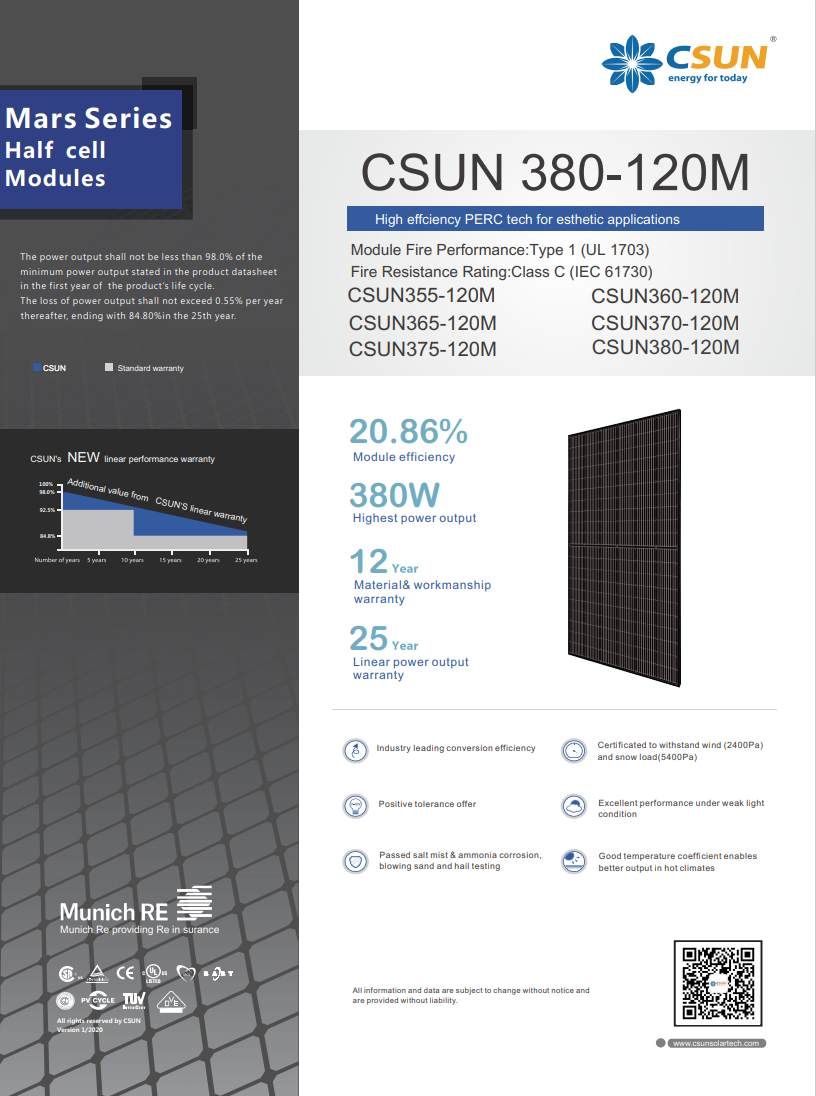 Mars Series
Half cell
Modules
The power output shall not be less than 98.0% of the
minimum power output stated in the product datasheet
in the first year of the product's life cycle.
The loss of power output shall not exceed 0.55% per year
thereafter, ending with 84.80%in the 25th year.
CSUN
Standard warranty
CSUN's NEW linear performance warranty
Additional value from CSUN'S linear warranty
100%
98.0%
92.5%
84.8%
Number of years 5 years 10 years 15 years 20 years 25 years
Munich RE
Munich Re providing Re in surance
CE
UL
LISTED
PV CYCLE
TÜV
DVE
All rights reserved by CSUN
Version 1/2020
CSUN®
energy for today
CSUN 380-120M
High effciency PERC tech for esthetic applications
Module Fire Performance:Type 1 (UL 1703)
Fire Resistance Rating:Class C (IEC 61730)
CSUN355-120M CSUN360-120M
CSUN365-120M CSUN370-120M
CSUN375-120M CSUN380-120M
20.86%
Module efficiency
380W
Highest power output
12 Year
Material& workmanship
warranty
25 Year
Linear power output
warranty
Industry leading conversion efficiency
Certificated to withstand wind (2400Pa)
and snow load(5400Pa)
Positive tolerance offer
Excellent performance under weak light
condition
Passed salt mist & ammonia corrosion,
blowing sand and hail testing
Good temperature coefficient enables
better output in hot climates
All information and data are subject to change without notice and
are provided without liability.
www.csunsolartech.com